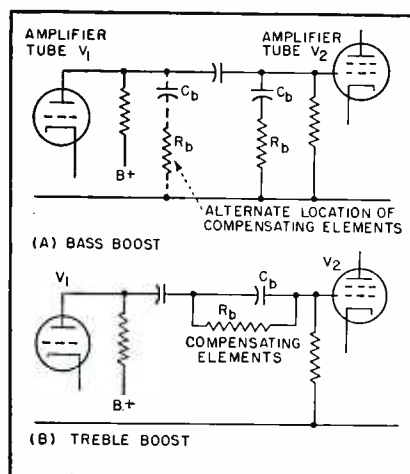 AMPLIFIER
TUBE V1
AMPLIFIER
TUBE V2
Cb
Cb
Rb
Rb
B+
ALTERNATE LOCATION OF
COMPENSATING ELEMENTS
(A) BASS BOOST
V1
Cb
V2
Rb
COMPENSATING
ELEMENTS
B+
(B) TREBLE BOOST